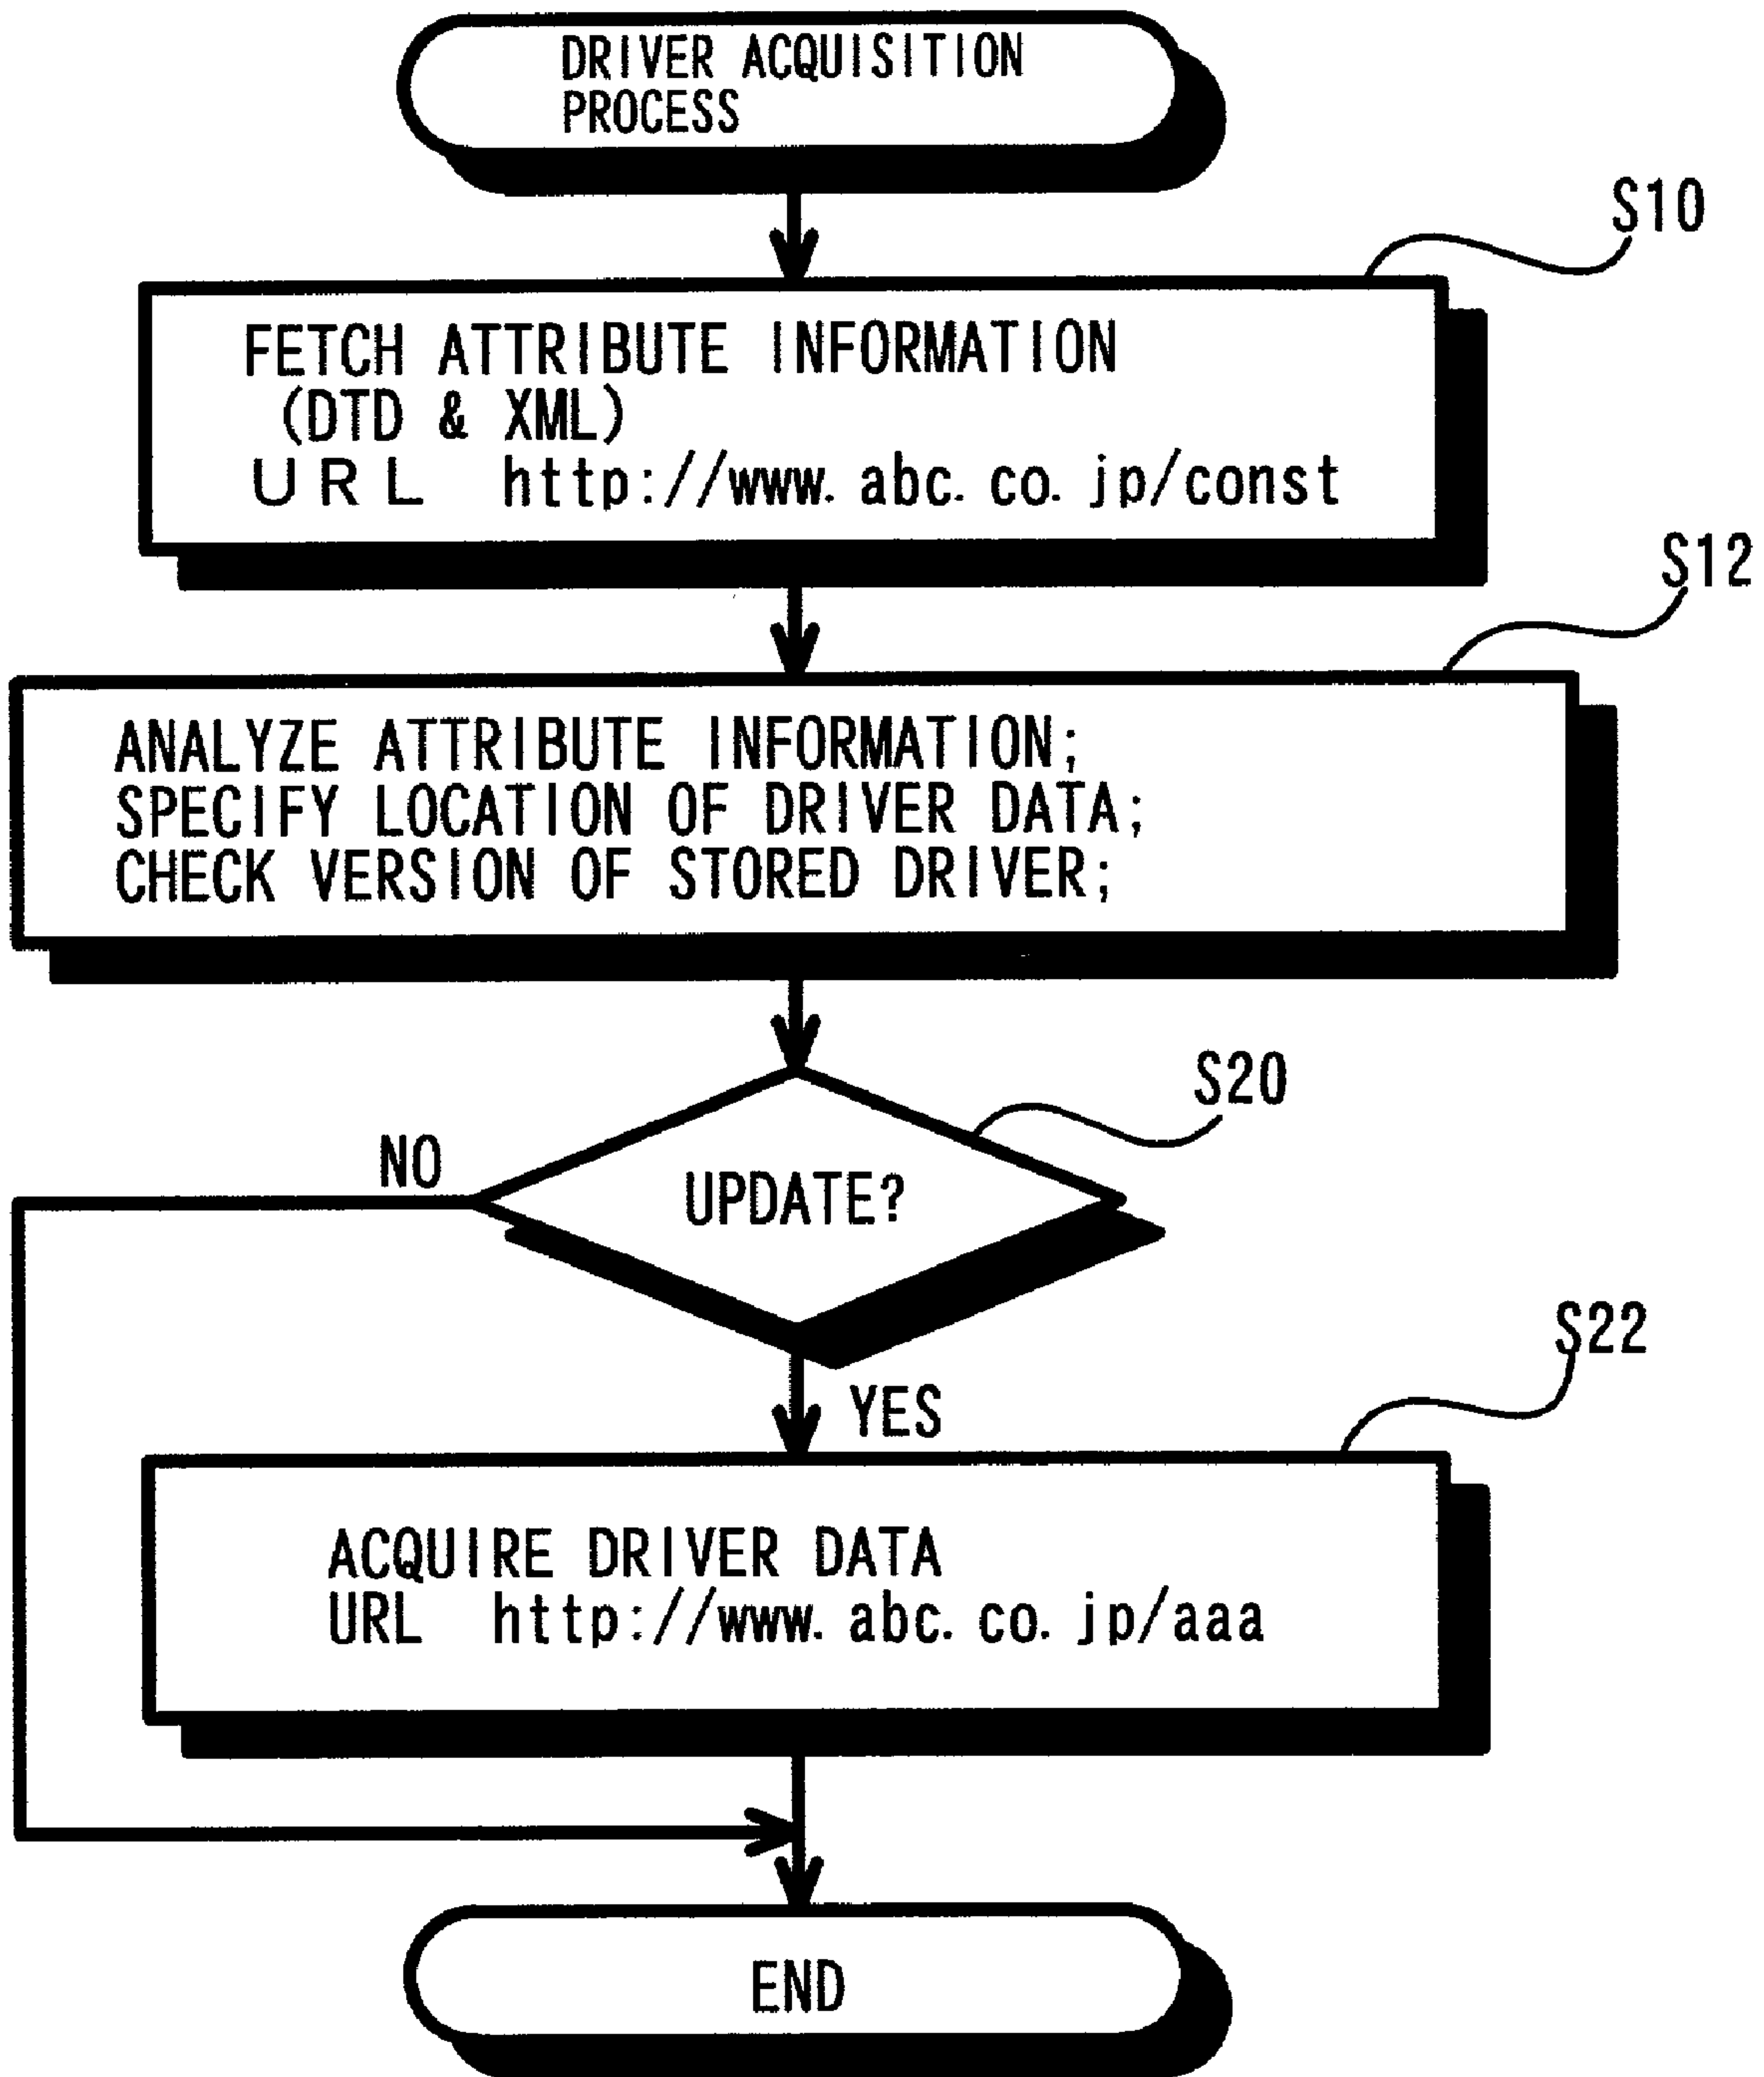 DRIVER ACQUISITION
PROCESS
S10
FETCH ATTRIBUTE INFORMATION
(DTD & XML)
URL http://www.abc.co.jp/const
S12
ANALYZE ATTRIBUTE INFORMATION;
SPECIFY LOCATION OF DRIVER DATA;
CHECK VERSION OF STORED DRIVER;
S20
NO
UPDATE?
S22
YES
ACQUIRE DRIVER DATA
URL http://www.abc.co.jp/aaa
END